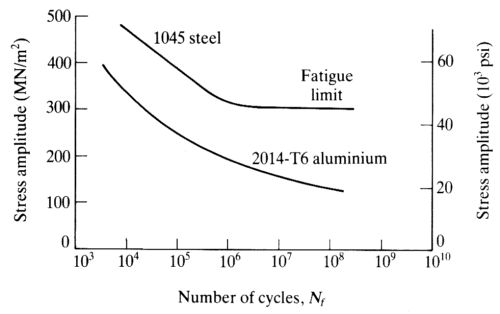 500
400
300
200
100
0
Stress amplitude (MN/m²)
1045 steel
Fatigue
limit
2014-T6 aluminium
60
40
20
0
Stress amplitude (10³ psi)
10³ 10⁴ 10⁵ 10⁶ 10⁷ 10⁸ 10⁹ 10¹⁰
Number of cycles, N_f